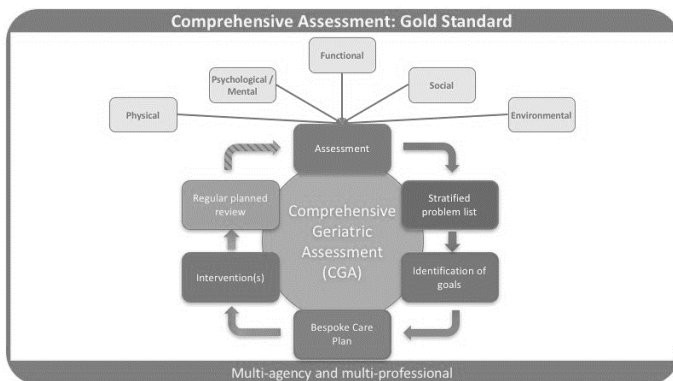 Comprehensive Assessment: Gold Standard
Functional
Psychological /
Mental
Social
Physical
Environmental
Assessment
Regular planned
review
Stratified
problem list
Comprehensive
Geriatric
Assessment
(CGA)
Intervention(s)
Identification of
goals
Bespoke Care
Plan
Multi-agency and multi-professional